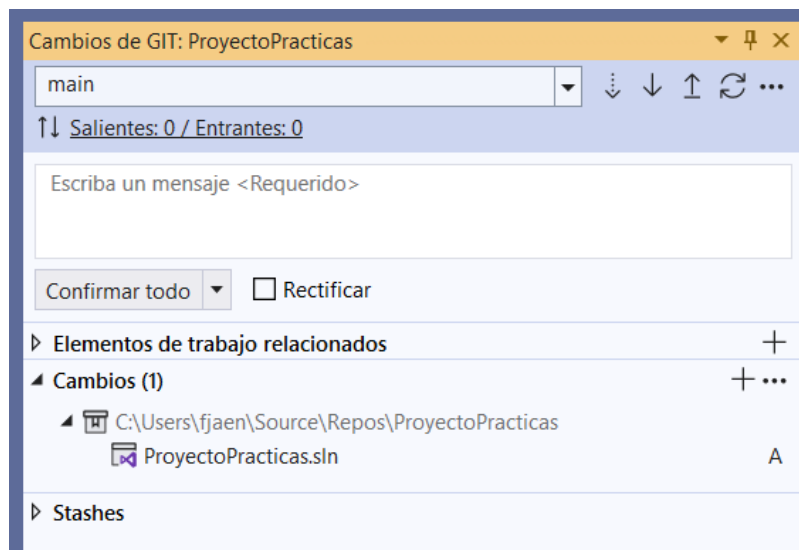 Cambios de GIT: ProyectoPracticas
main
Salientes: 0 / Entrantes: 0
Escriba un mensaje <Requerido>
Confirmar todo
Rectificar
Elementos de trabajo relacionados
Cambios (1)
C:\Users\fjaen\Source\Repos\ProyectoPracticas
ProyectoPracticas.sln A
Stashes